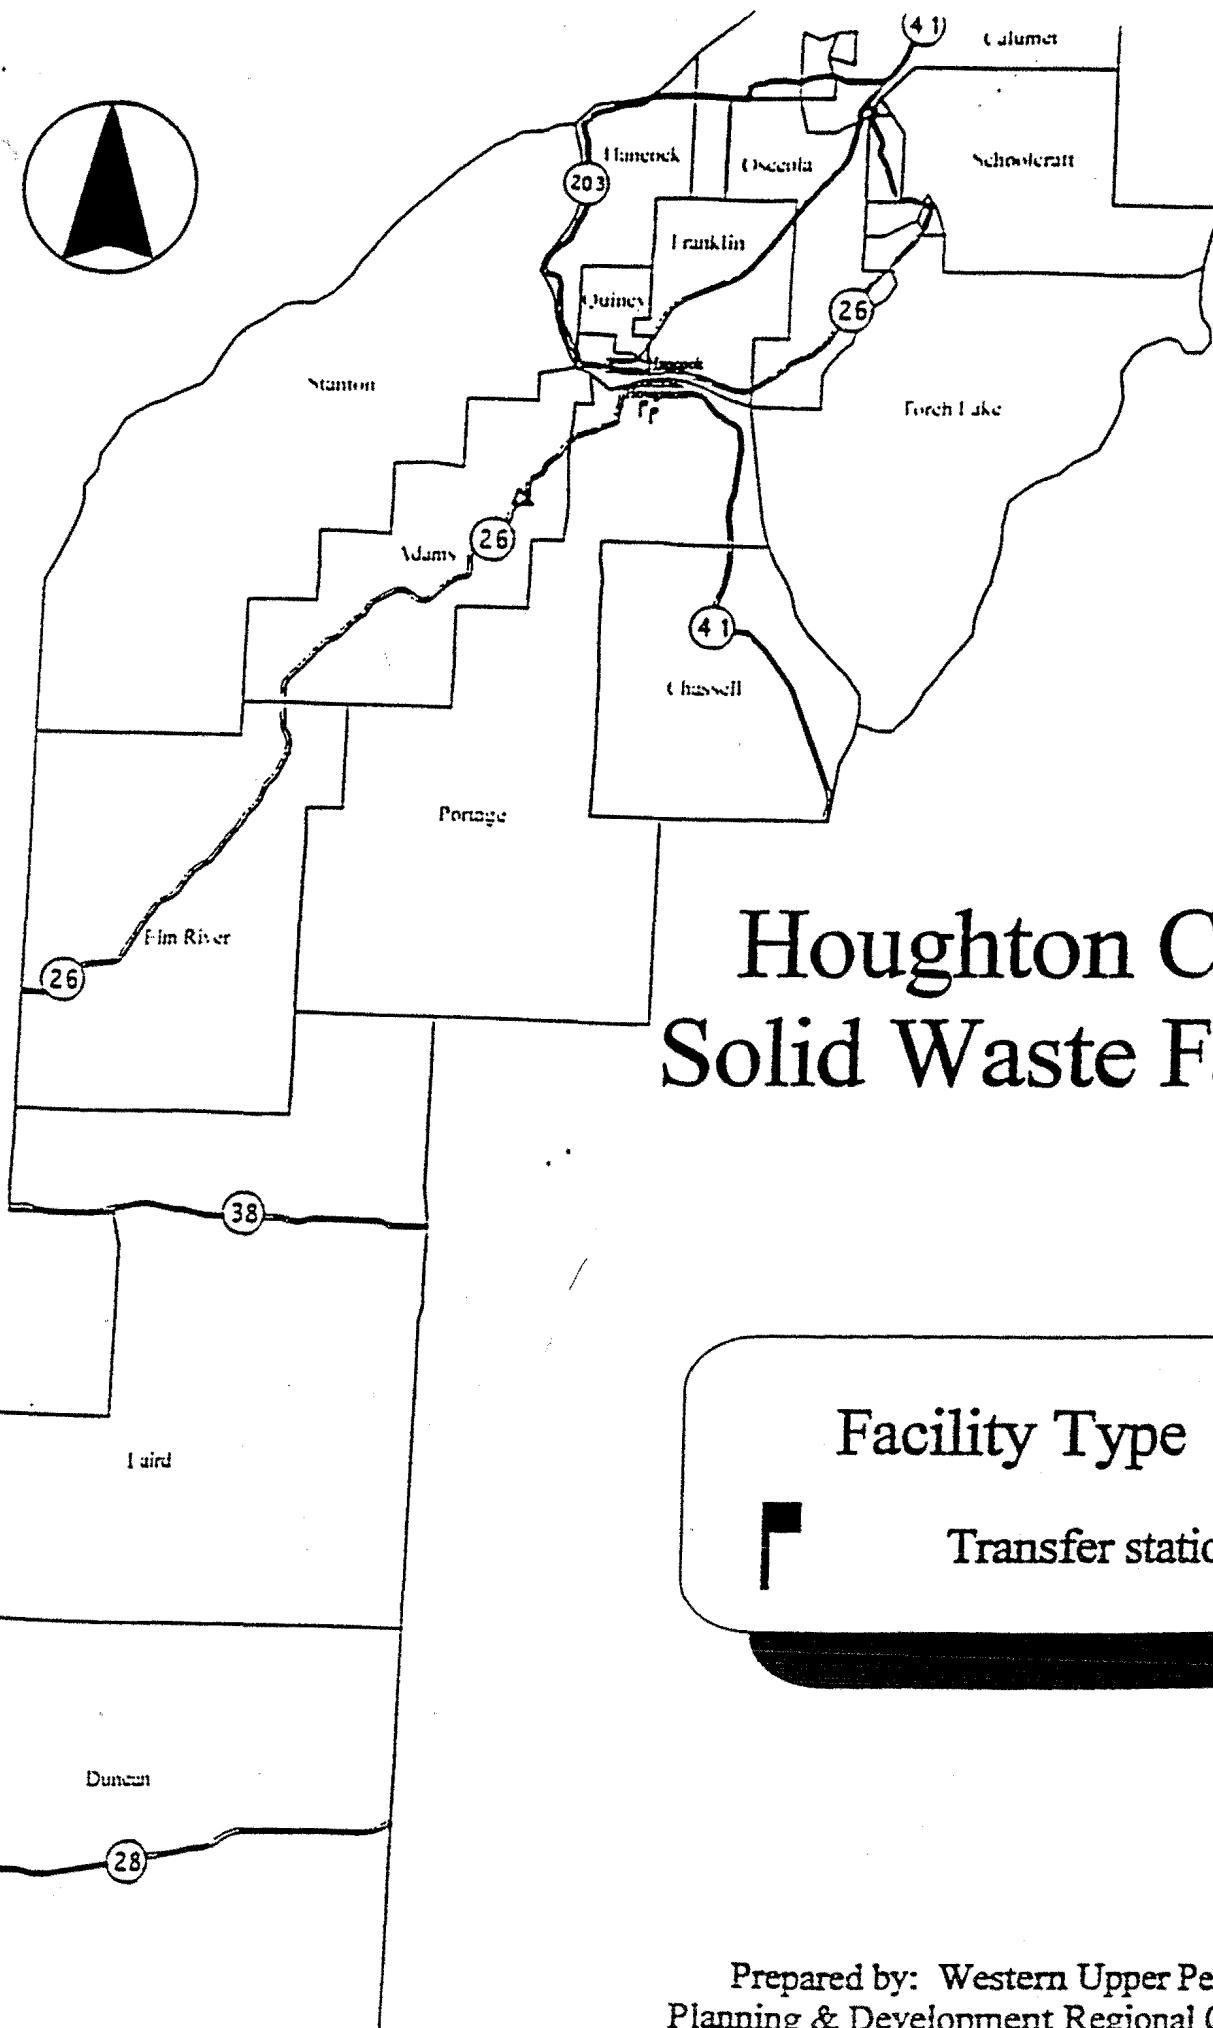 41
Calumet
Hancock
Osceola
Schoolcraft
203
Franklin
Quincy
26
Hancock
Stanton
Torch Lake
26
Adams
41
Chassell
Portage
Elm River
26
Houghton C
Solid Waste F
38
Facility Type
Laird
Transfer static
Duncan
28
Prepared by: Western Upper Pe
Planning & Development Regional C